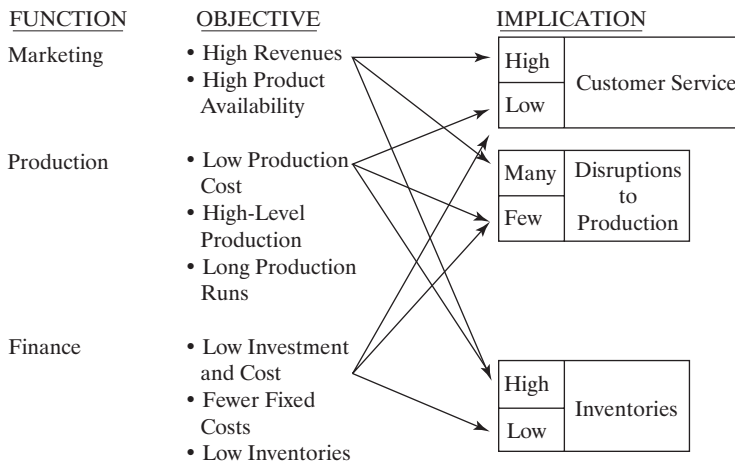 FUNCTION OBJECTIVE IMPLICATION
Marketing
• High Revenues
• High Product
Availability
High
Low
Customer Service
Production
• Low Production
Cost
• High-Level
Production
• Long Production
Runs
Many
Few
Disruptions
to
Production
Finance
• Low Investment
and Cost
• Fewer Fixed
Costs
• Low Inventories
High
Low
Inventories